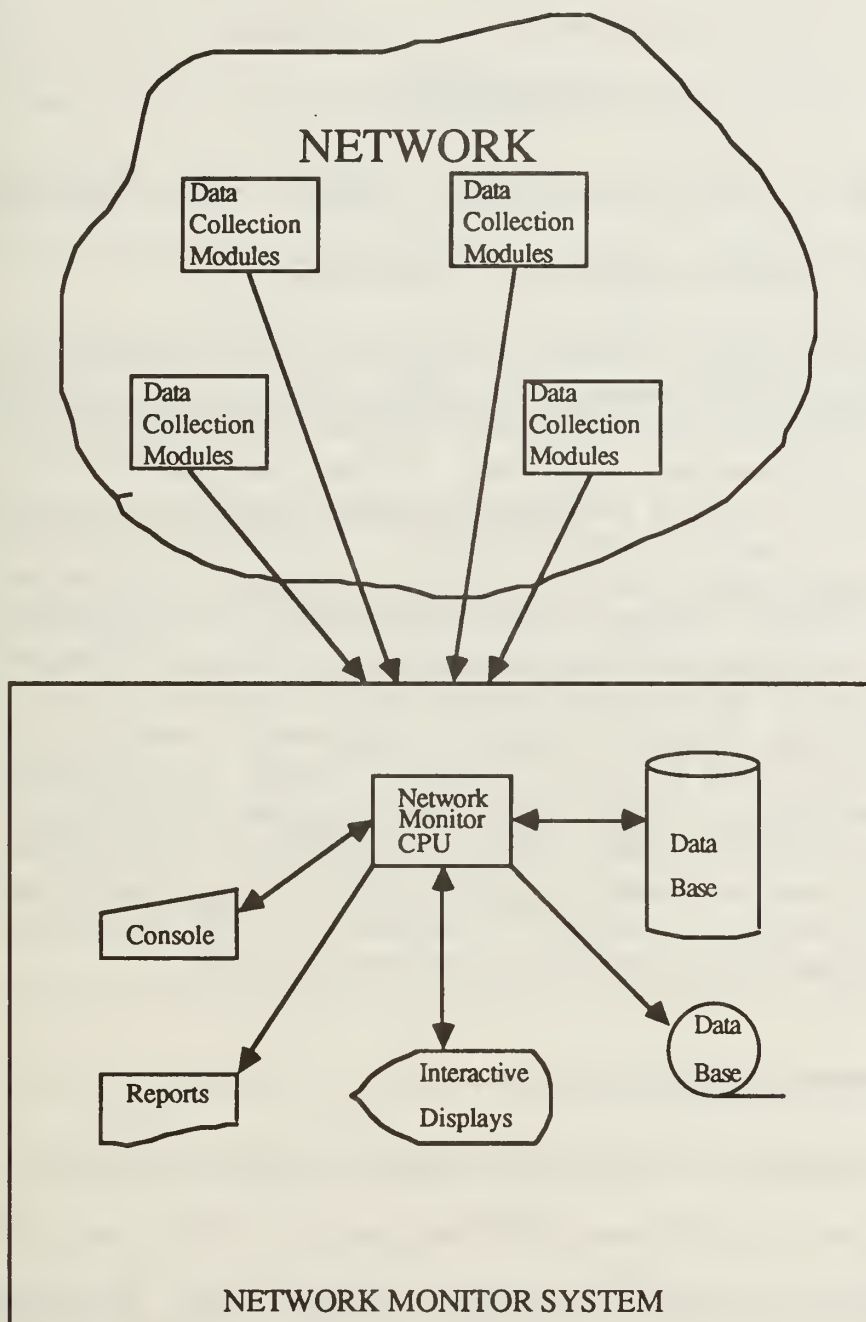 NETWORK
Data
Collection
Modules
Data
Collection
Modules
Data
Collection
Modules
Data
Collection
Modules
Network
Monitor
CPU
Data
Base
Console
Data
Base
Reports
Interactive
Displays
NETWORK MONITOR SYSTEM